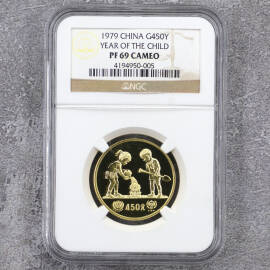 1979 CHINA G450Y
YEAR OF THE CHILD
PF 69 CAMEO
4194950-005
NGC
450元